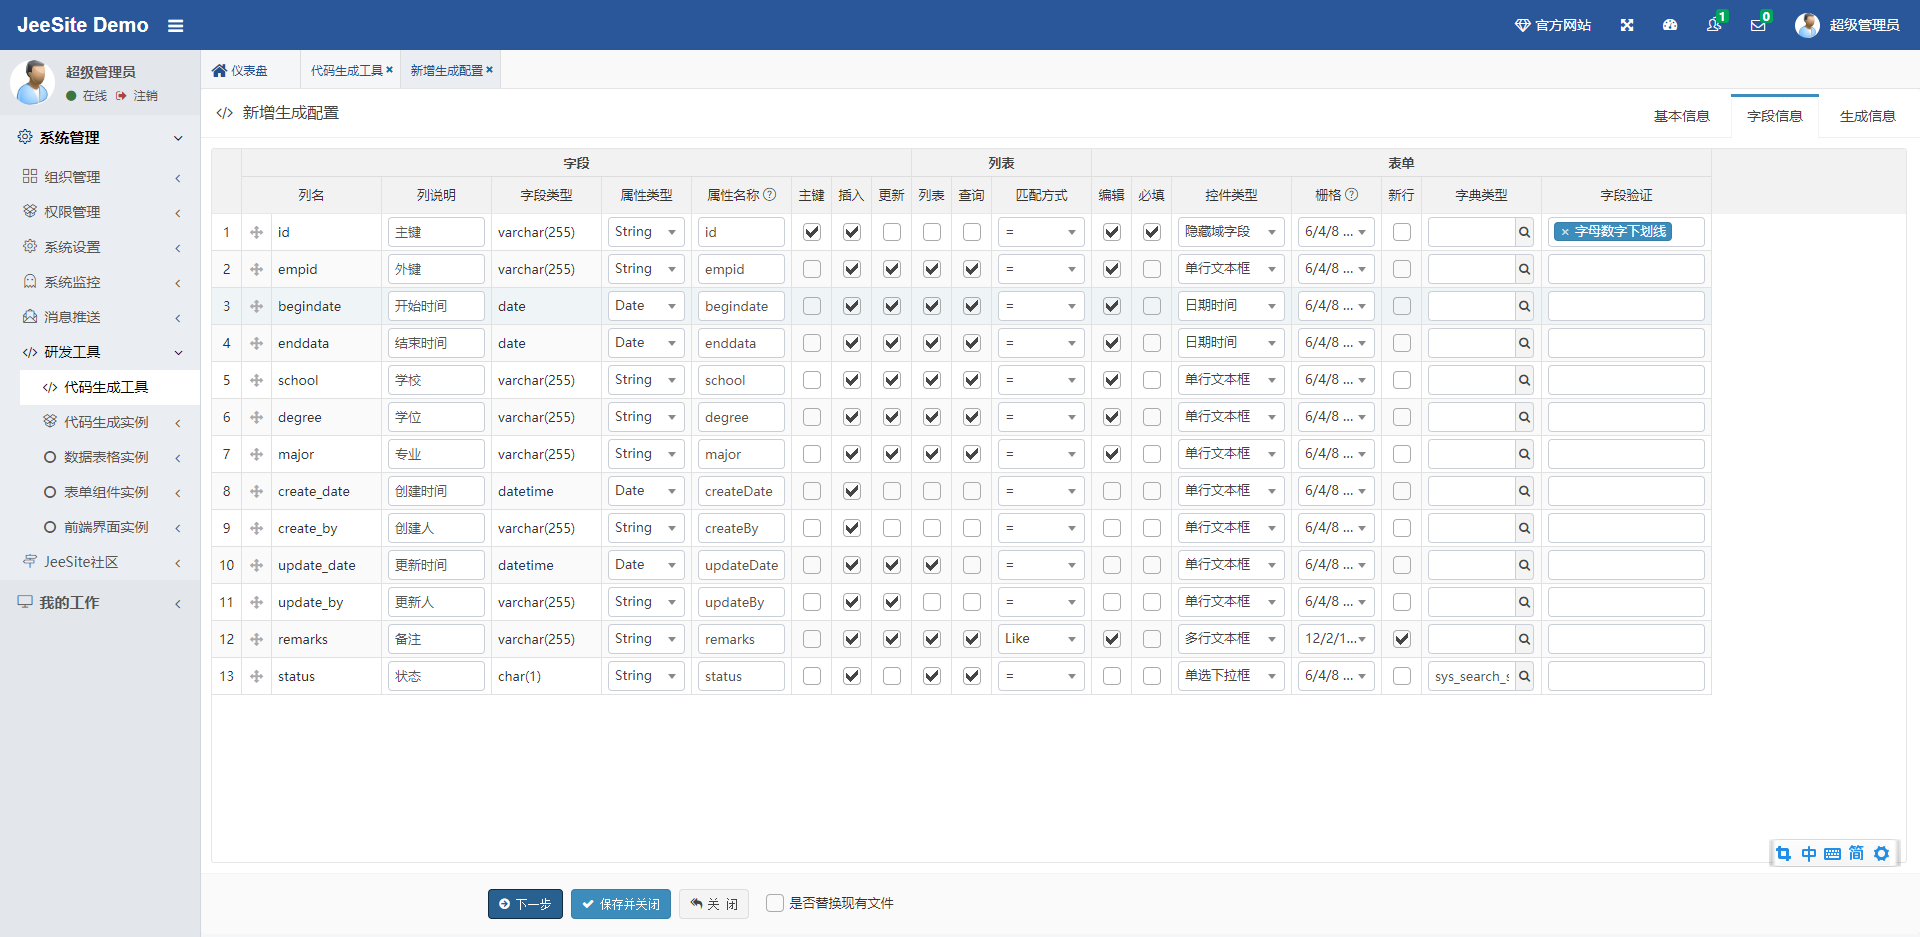 JeeSite Demo
官方网站
1
0
超级管理员
超级管理员
在线 注销
系统管理
组织管理
权限管理
系统设置
系统监控
消息推送
研发工具
代码生成工具
代码生成实例
数据表格实例
表单组件实例
前端界面实例
JeeSite社区
我的工作
仪表盘 代码生成工具 × 新增生成配置 ×
</> 新增生成配置
基本信息 字段信息 生成信息
字段 列表 表单
列名 列说明 字段类型 属性类型 属性名称 主键 插入 更新 列表 查询 匹配方式 编辑 必填 控件类型 栅格 新行 字典类型 字段验证
1 id 主键 varchar(255) String id = 隐藏域字段 6/4/8 ... × 字母数字下划线
2 empid 外键 varchar(255) String empid = 单行文本框 6/4/8 ...
3 begindate 开始时间 date Date begindate = 日期时间 6/4/8 ...
4 enddata 结束时间 date Date enddata = 日期时间 6/4/8 ...
5 school 学校 varchar(255) String school = 单行文本框 6/4/8 ...
6 degree 学位 varchar(255) String degree = 单行文本框 6/4/8 ...
7 major 专业 varchar(255) String major = 单行文本框 6/4/8 ...
8 create_date 创建时间 datetime Date createDate = 单行文本框 6/4/8 ...
9 create_by 创建人 varchar(255) String createBy = 单行文本框 6/4/8 ...
10 update_date 更新时间 datetime Date updateDate = 单行文本框 6/4/8 ...
11 update_by 更新人 varchar(255) String updateBy = 单行文本框 6/4/8 ...
12 remarks 备注 varchar(255) String remarks Like 多行文本框 12/2/1...
13 status 状态 char(1) String status = 单选下拉框 6/4/8 ... sys_search_s
中 简
下一步 保存并关闭 关 闭 是否替换现有文件